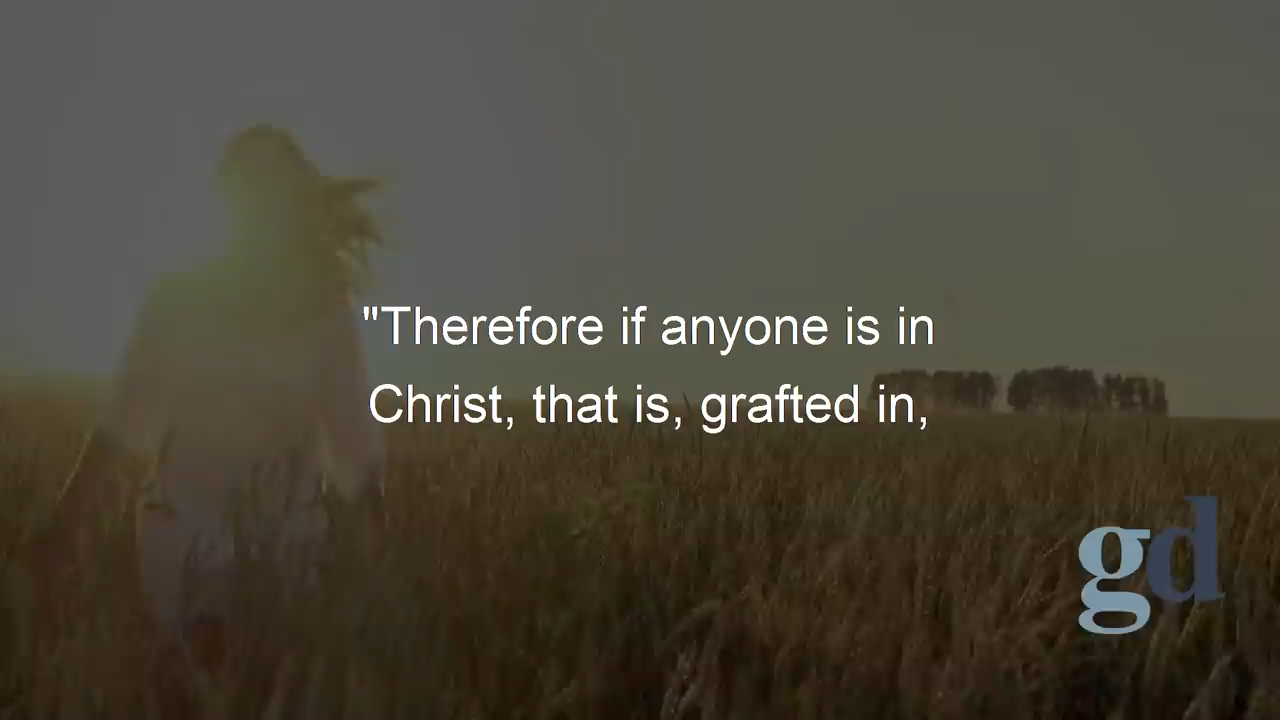 "Therefore if anyone is in
Christ, that is, grafted in,
gd